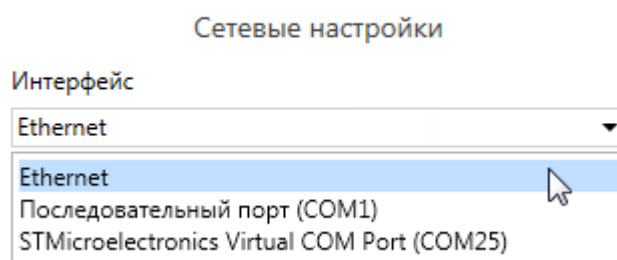 Сетевые настройки
Интерфейс
Ethernet
Ethernet
Последовательный порт (COM1)
STMicroelectronics Virtual COM Port (COM25)